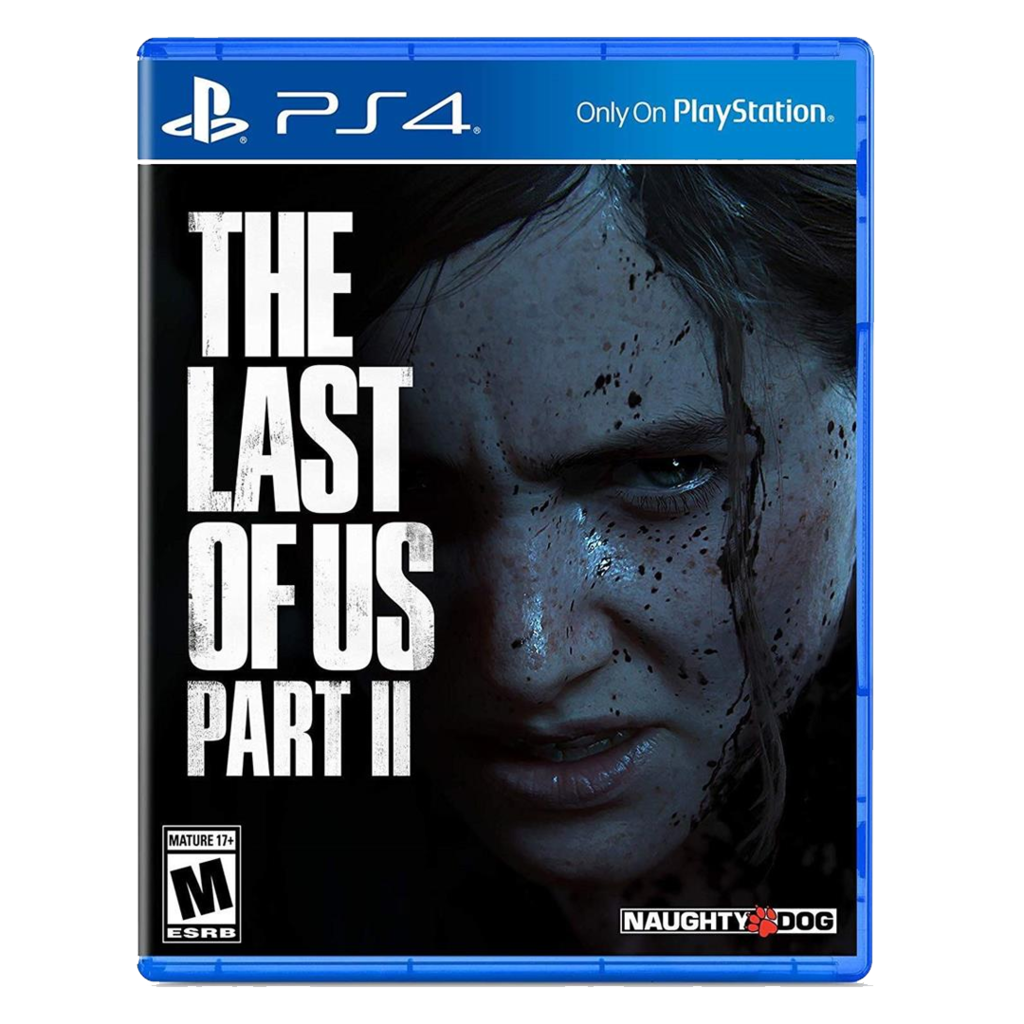 PS4®
Only On PlayStation®
THE
LAST
OF US
PART II
MATURE 17+
M®
ESRB
NAUGHTY DOG